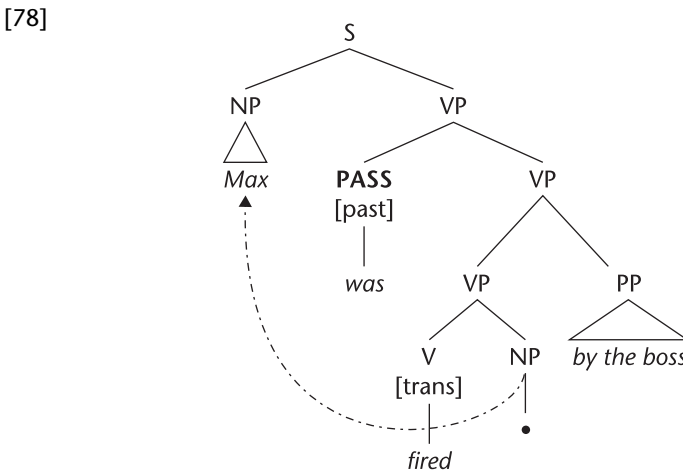 [78]
S
NP VP
Max PASS VP
[past]
was VP PP
V NP by the boss
[trans]
fired